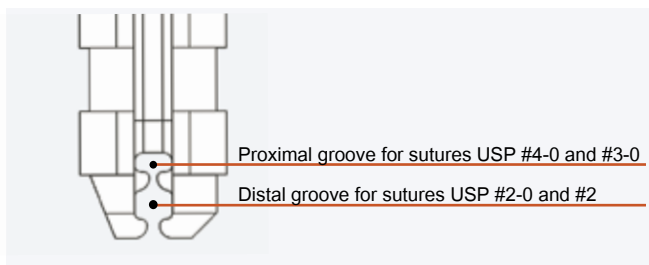 Proximal groove for sutures USP #4-0 and #3-0
Distal groove for sutures USP #2-0 and #2